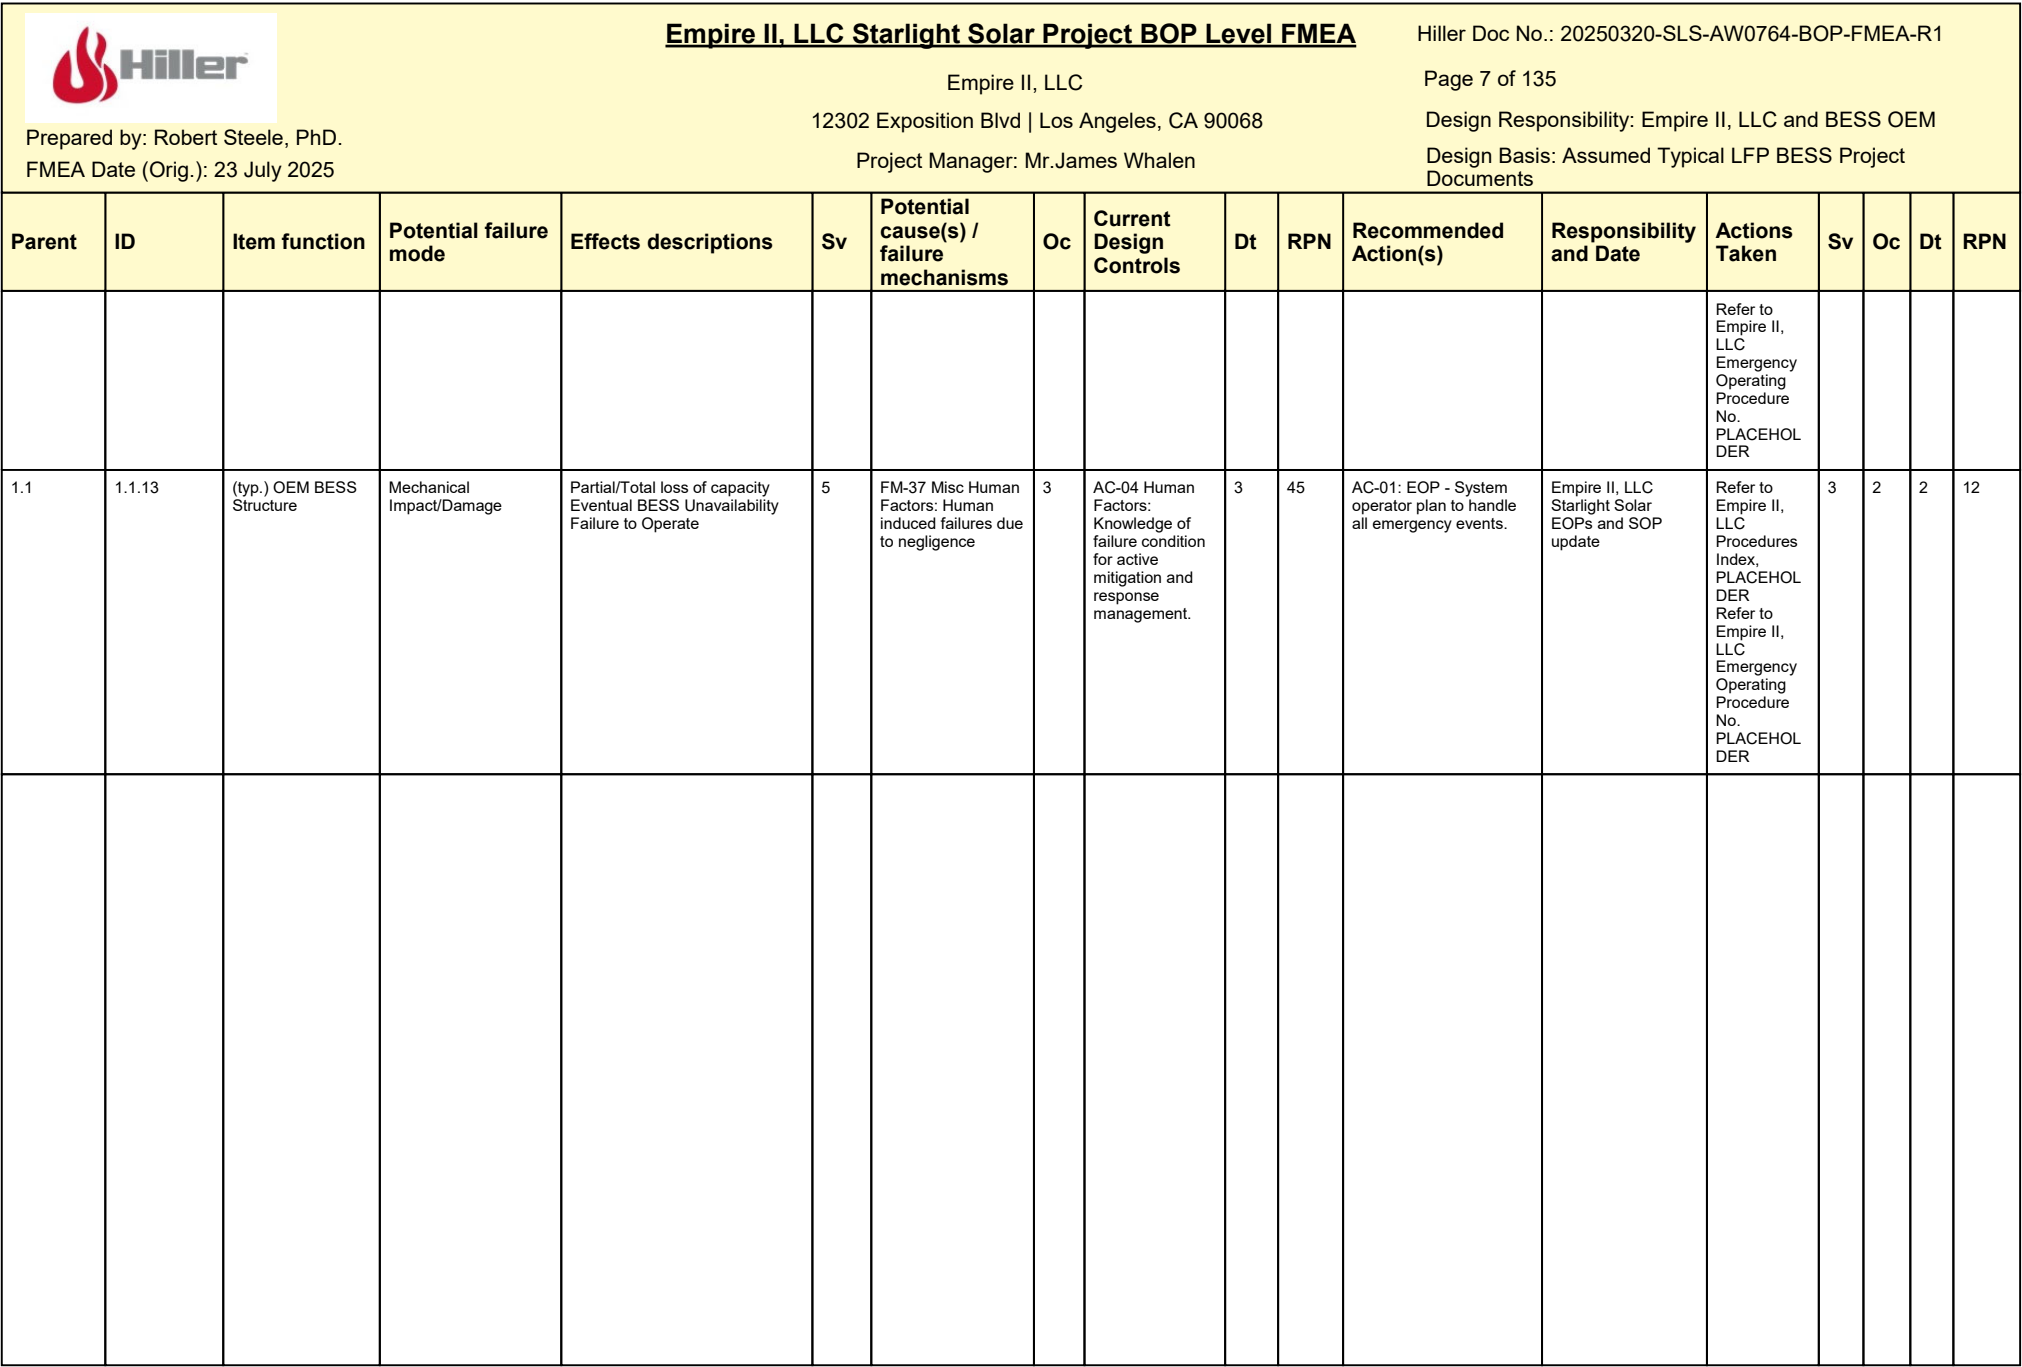 Hiller
Prepared by: Robert Steele, PhD.
FMEA Date (Orig.): 23 July 2025
Empire II, LLC Starlight Solar Project BOP Level FMEA
Empire II, LLC
12302 Exposition Blvd | Los Angeles, CA 90068
Project Manager: Mr.James Whalen
Hiller Doc No.: 20250320-SLS-AW0764-BOP-FMEA-R1
Page 7 of 135
Design Responsibility: Empire II, LLC and BESS OEM
Design Basis: Assumed Typical LFP BESS Project
Documents
Parent
ID
Item function
Potential failure
mode
Effects descriptions
Sv
Potential
cause(s) /
failure
mechanisms
Oc
Current
Design
Controls
Dt
RPN
Recommended
Action(s)
Responsibility
and Date
Actions
Taken
Sv
Oc
Dt
RPN
Refer to
Empire II,
LLC
Emergency
Operating
Procedure
No.
PLACEHOL
DER
1.1
1.1.13
(typ.) OEM BESS
Structure
Mechanical
Impact/Damage
Partial/Total loss of capacity
Eventual BESS Unavailability
Failure to Operate
5
FM-37 Misc Human
Factors: Human
induced failures due
to negligence
3
AC-04 Human
Factors:
Knowledge of
failure condition
for active
mitigation and
response
management.
3
45
AC-01: EOP - System
operator plan to handle
all emergency events.
Empire II, LLC
Starlight Solar
EOPs and SOP
update
Refer to
Empire II,
LLC
Procedures
Index,
PLACEHOL
DER
Refer to
Empire II,
LLC
Emergency
Operating
Procedure
No.
PLACEHOL
DER
3
2
2
12